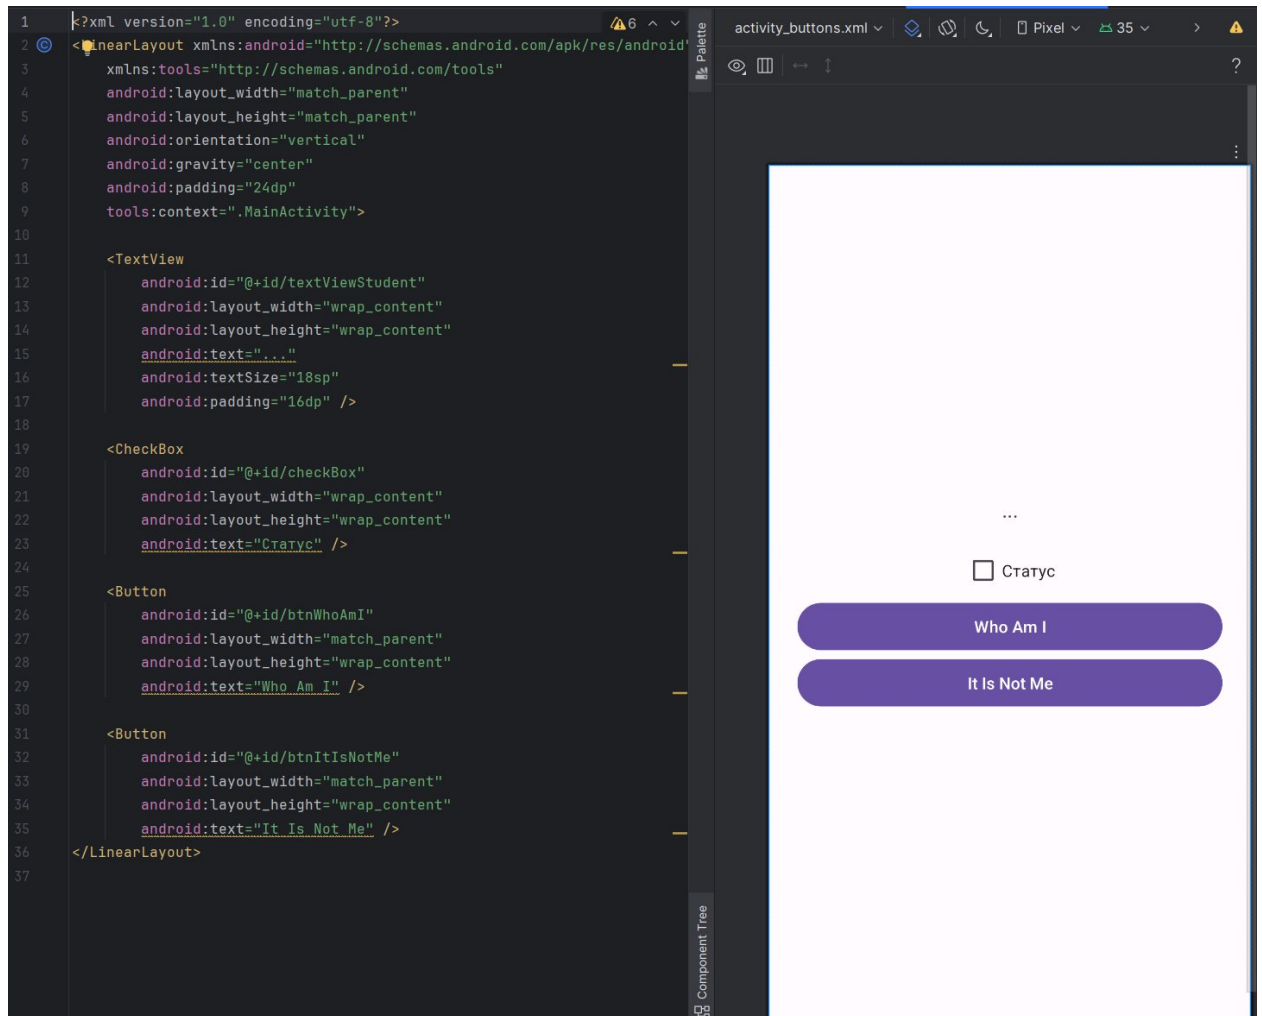 1 <?xml version="1.0" encoding="utf-8"?>
6
2 <LinearLayout xmlns:android="http://schemas.android.com/apk/res/android"
3 xmlns:tools="http://schemas.android.com/tools"
4 android:layout_width="match_parent"
5 android:layout_height="match_parent"
6 android:orientation="vertical"
7 android:gravity="center"
8 android:padding="24dp"
9 tools:context=".MainActivity">
10
11 <TextView
12 android:id="@+id/textViewStudent"
13 android:layout_width="wrap_content"
14 android:layout_height="wrap_content"
15 android:text="..."
16 android:textSize="18sp"
17 android:padding="16dp" />
18
19 <CheckBox
20 android:id="@+id/checkBox"
21 android:layout_width="wrap_content"
22 android:layout_height="wrap_content"
23 android:text="Статус" />
24
25 <Button
26 android:id="@+id/btnWhoAmI"
27 android:layout_width="match_parent"
28 android:layout_height="wrap_content"
29 android:text="Who Am I" />
30
31 <Button
32 android:id="@+id/btnItIsNotMe"
33 android:layout_width="match_parent"
34 android:layout_height="wrap_content"
35 android:text="It Is Not Me" />
36 </LinearLayout>
37
Palette
Component Tree
activity_buttons.xml
Pixel
35
?
...
Статус
Who Am I
It Is Not Me